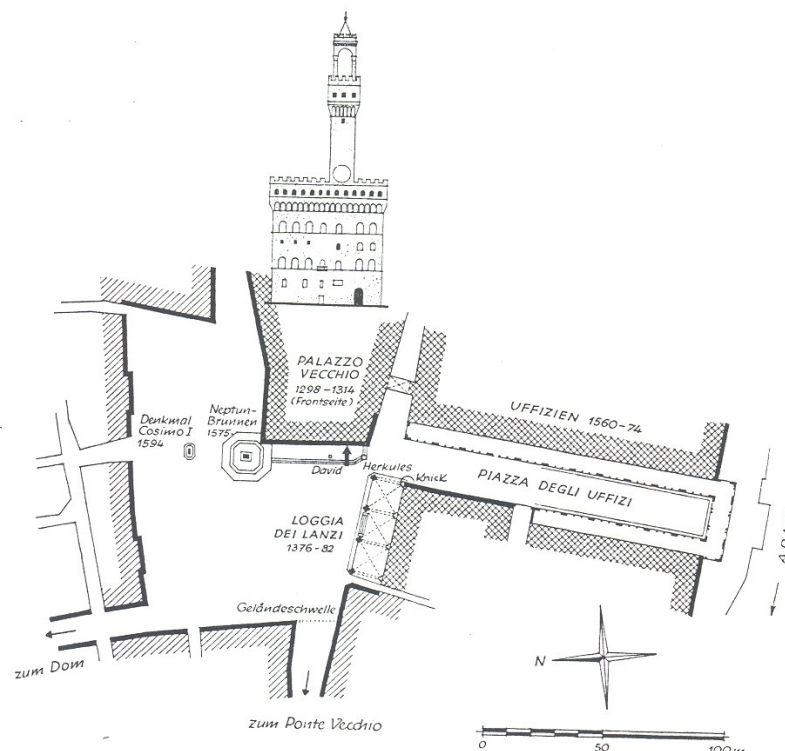 PALAZZO
VECCHIO
1298-1314
(Frontseite)
UFFIZIEN 1560-74
Denkmal
Cosimo I
1594
Neptun-
Brunnen
1575
David
Herkules
Knick
PIAZZA DEGLI UFFIZI
LOGGIA
DEI LANZI
1376-82
Geländeschwelle
zum Dom
zum Ponte Vecchio
N
0 50 100 m